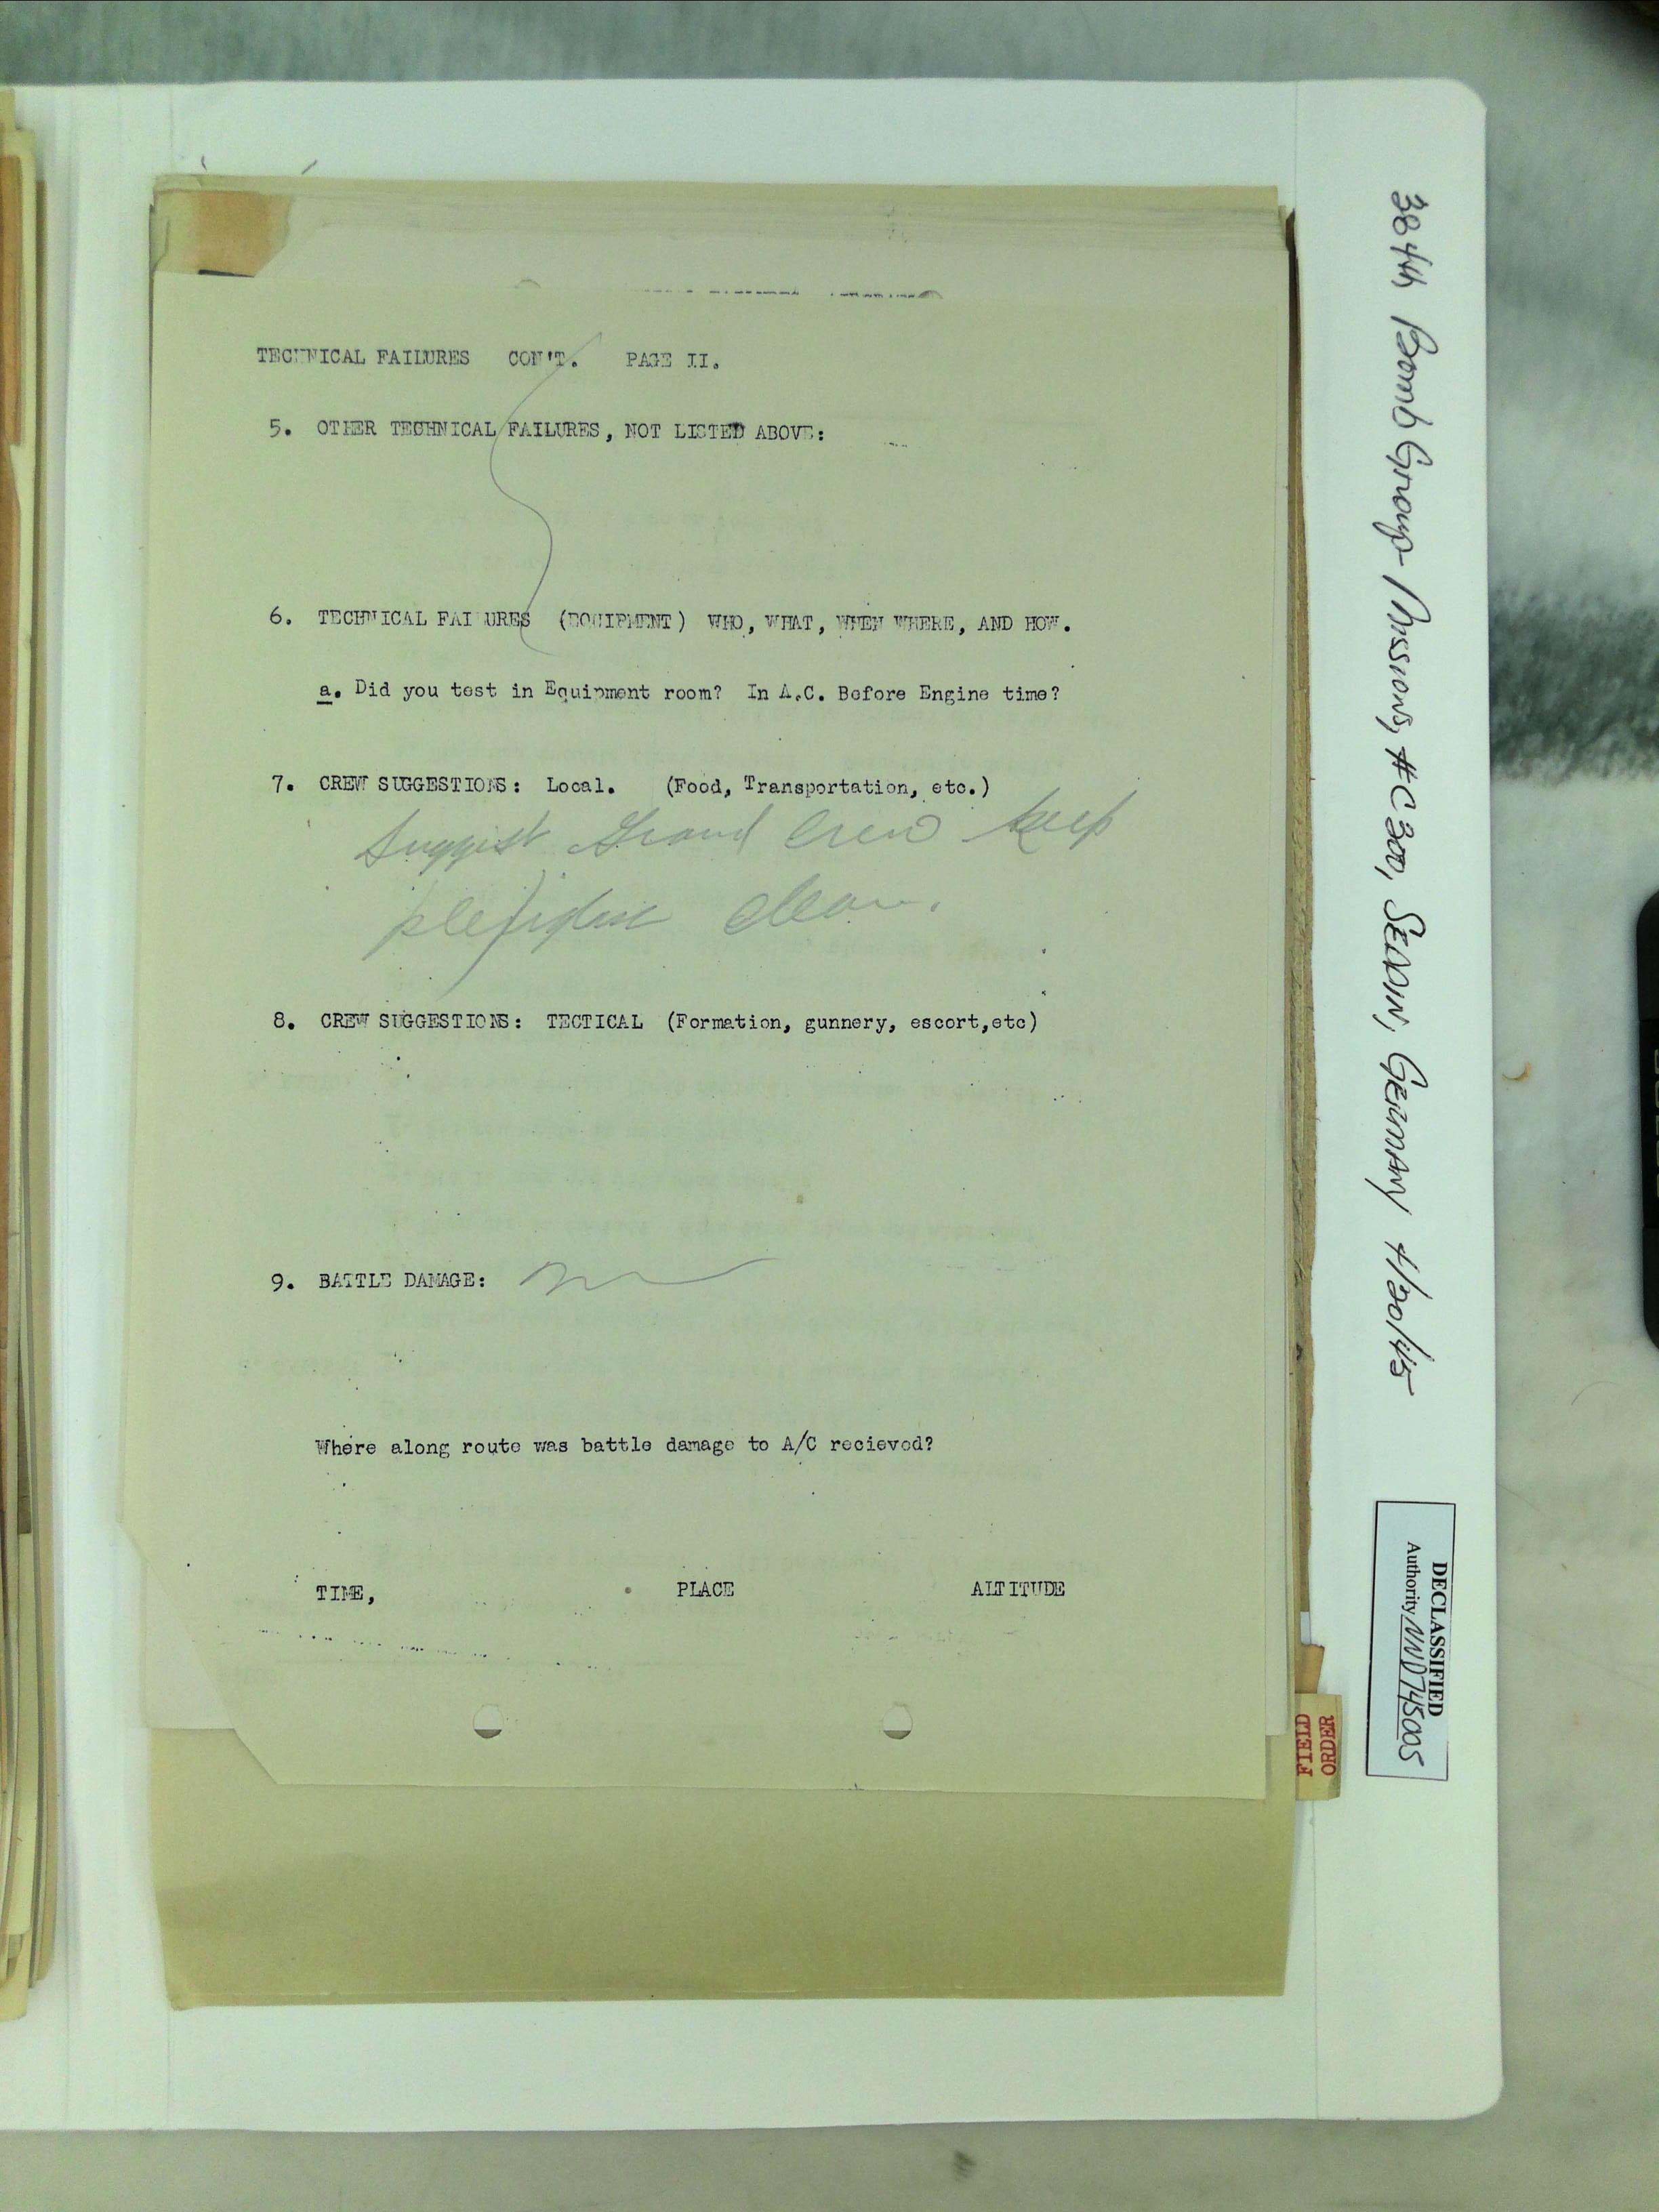 TECHNICAL FAILURES CON'T. PAGE II.
5. OTHER TECHNICAL FAILURES, NOT LISTED ABOVE:
6. TECHNICAL FAILURES (EQUIPMENT) WHO, WHAT, WHEN WHERE, AND HOW.
a. Did you test in Equipment room? In A.C. Before Engine time?
7. CREW SUGGESTIONS: Local. (Food, Transportation, etc.)
Suggest Ground Crew keep
clean.
8. CREW SUGGESTIONS: TECTICAL (Formation, gunnery, escort,etc)
9. BATTLE DAMAGE:
Where along route was battle damage to A/C recieved?
TIME, PLACE ALTITUDE
384th Bomb Group- Missions, #C300, SEDDIN, GERMANY 4/20/45
DECLASSIFIED
Authority NND745005
FIELD
ORDER